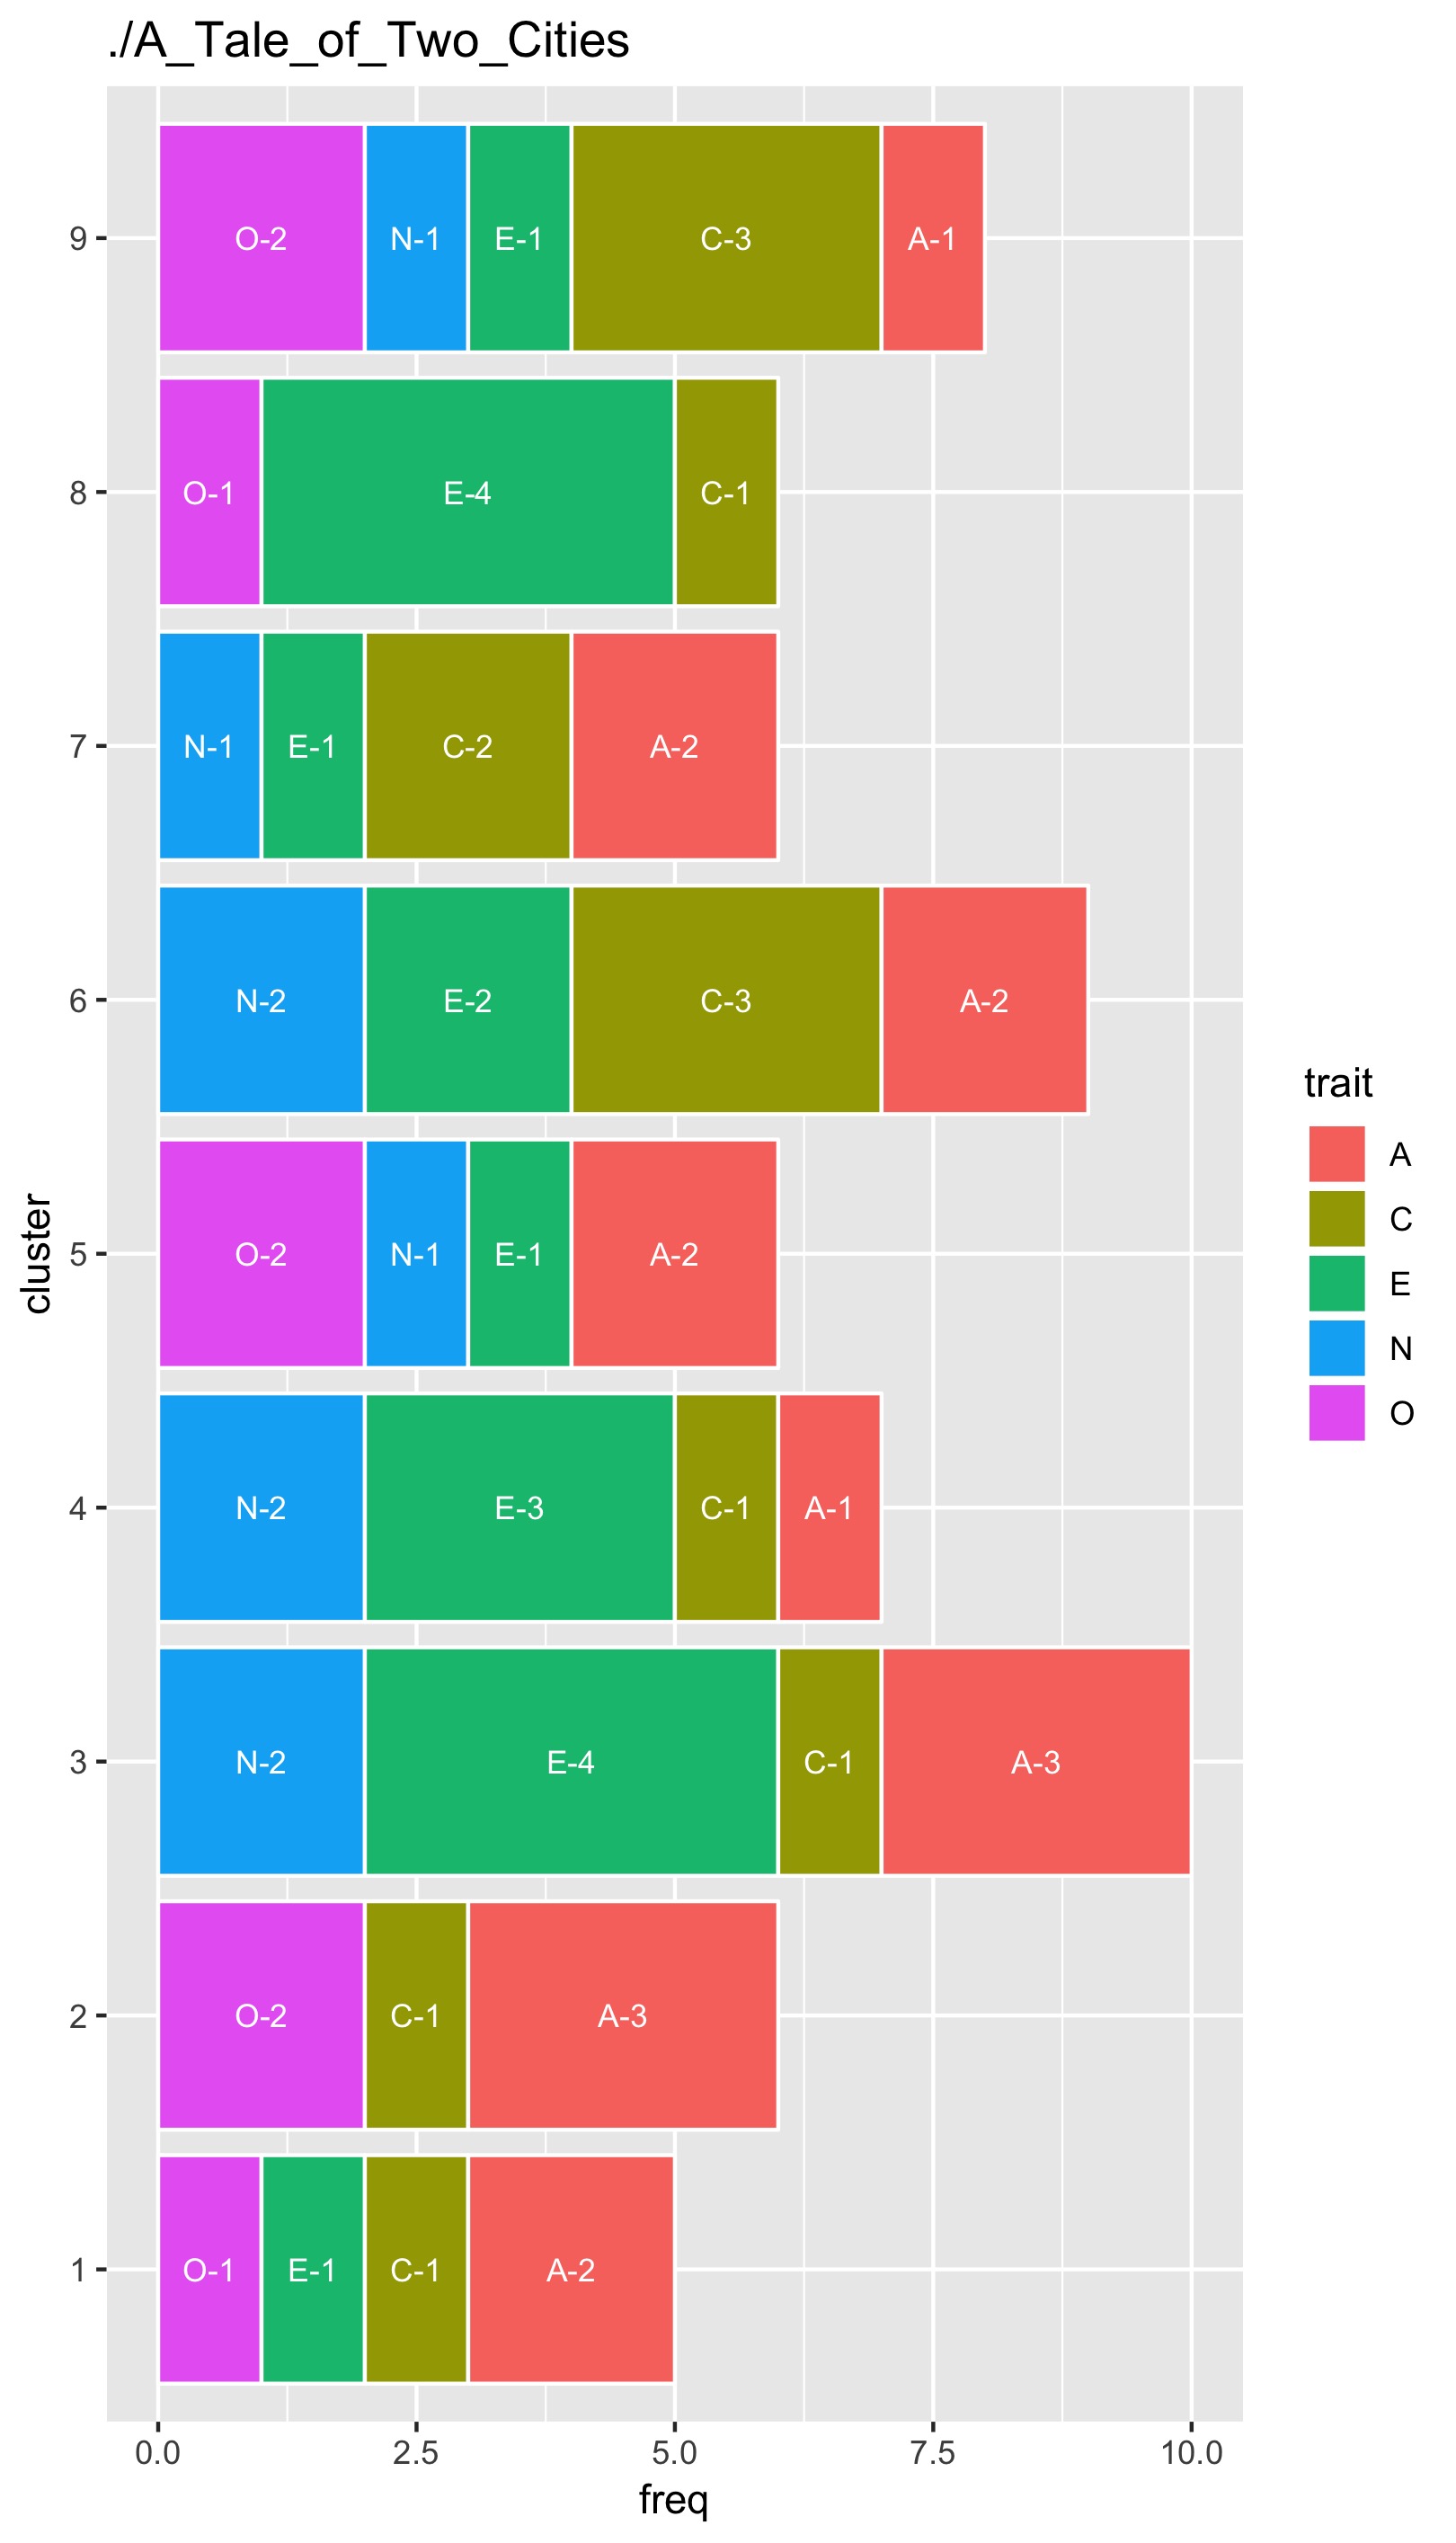 ./A_Tale_of_Two_Cities
9
O-2 N-1 E-1 C-3 A-1
8
O-1 E-4 C-1
7
N-1 E-1 C-2 A-2
6
N-2 E-2 C-3 A-2
5
O-2 N-1 E-1 A-2
4
N-2 E-3 C-1 A-1
3
N-2 E-4 C-1 A-3
2
O-2 C-1 A-3
1
O-1 E-1 C-1 A-2
cluster
0.0 2.5 5.0 7.5 10.0
freq
trait
A
C
E
N
O